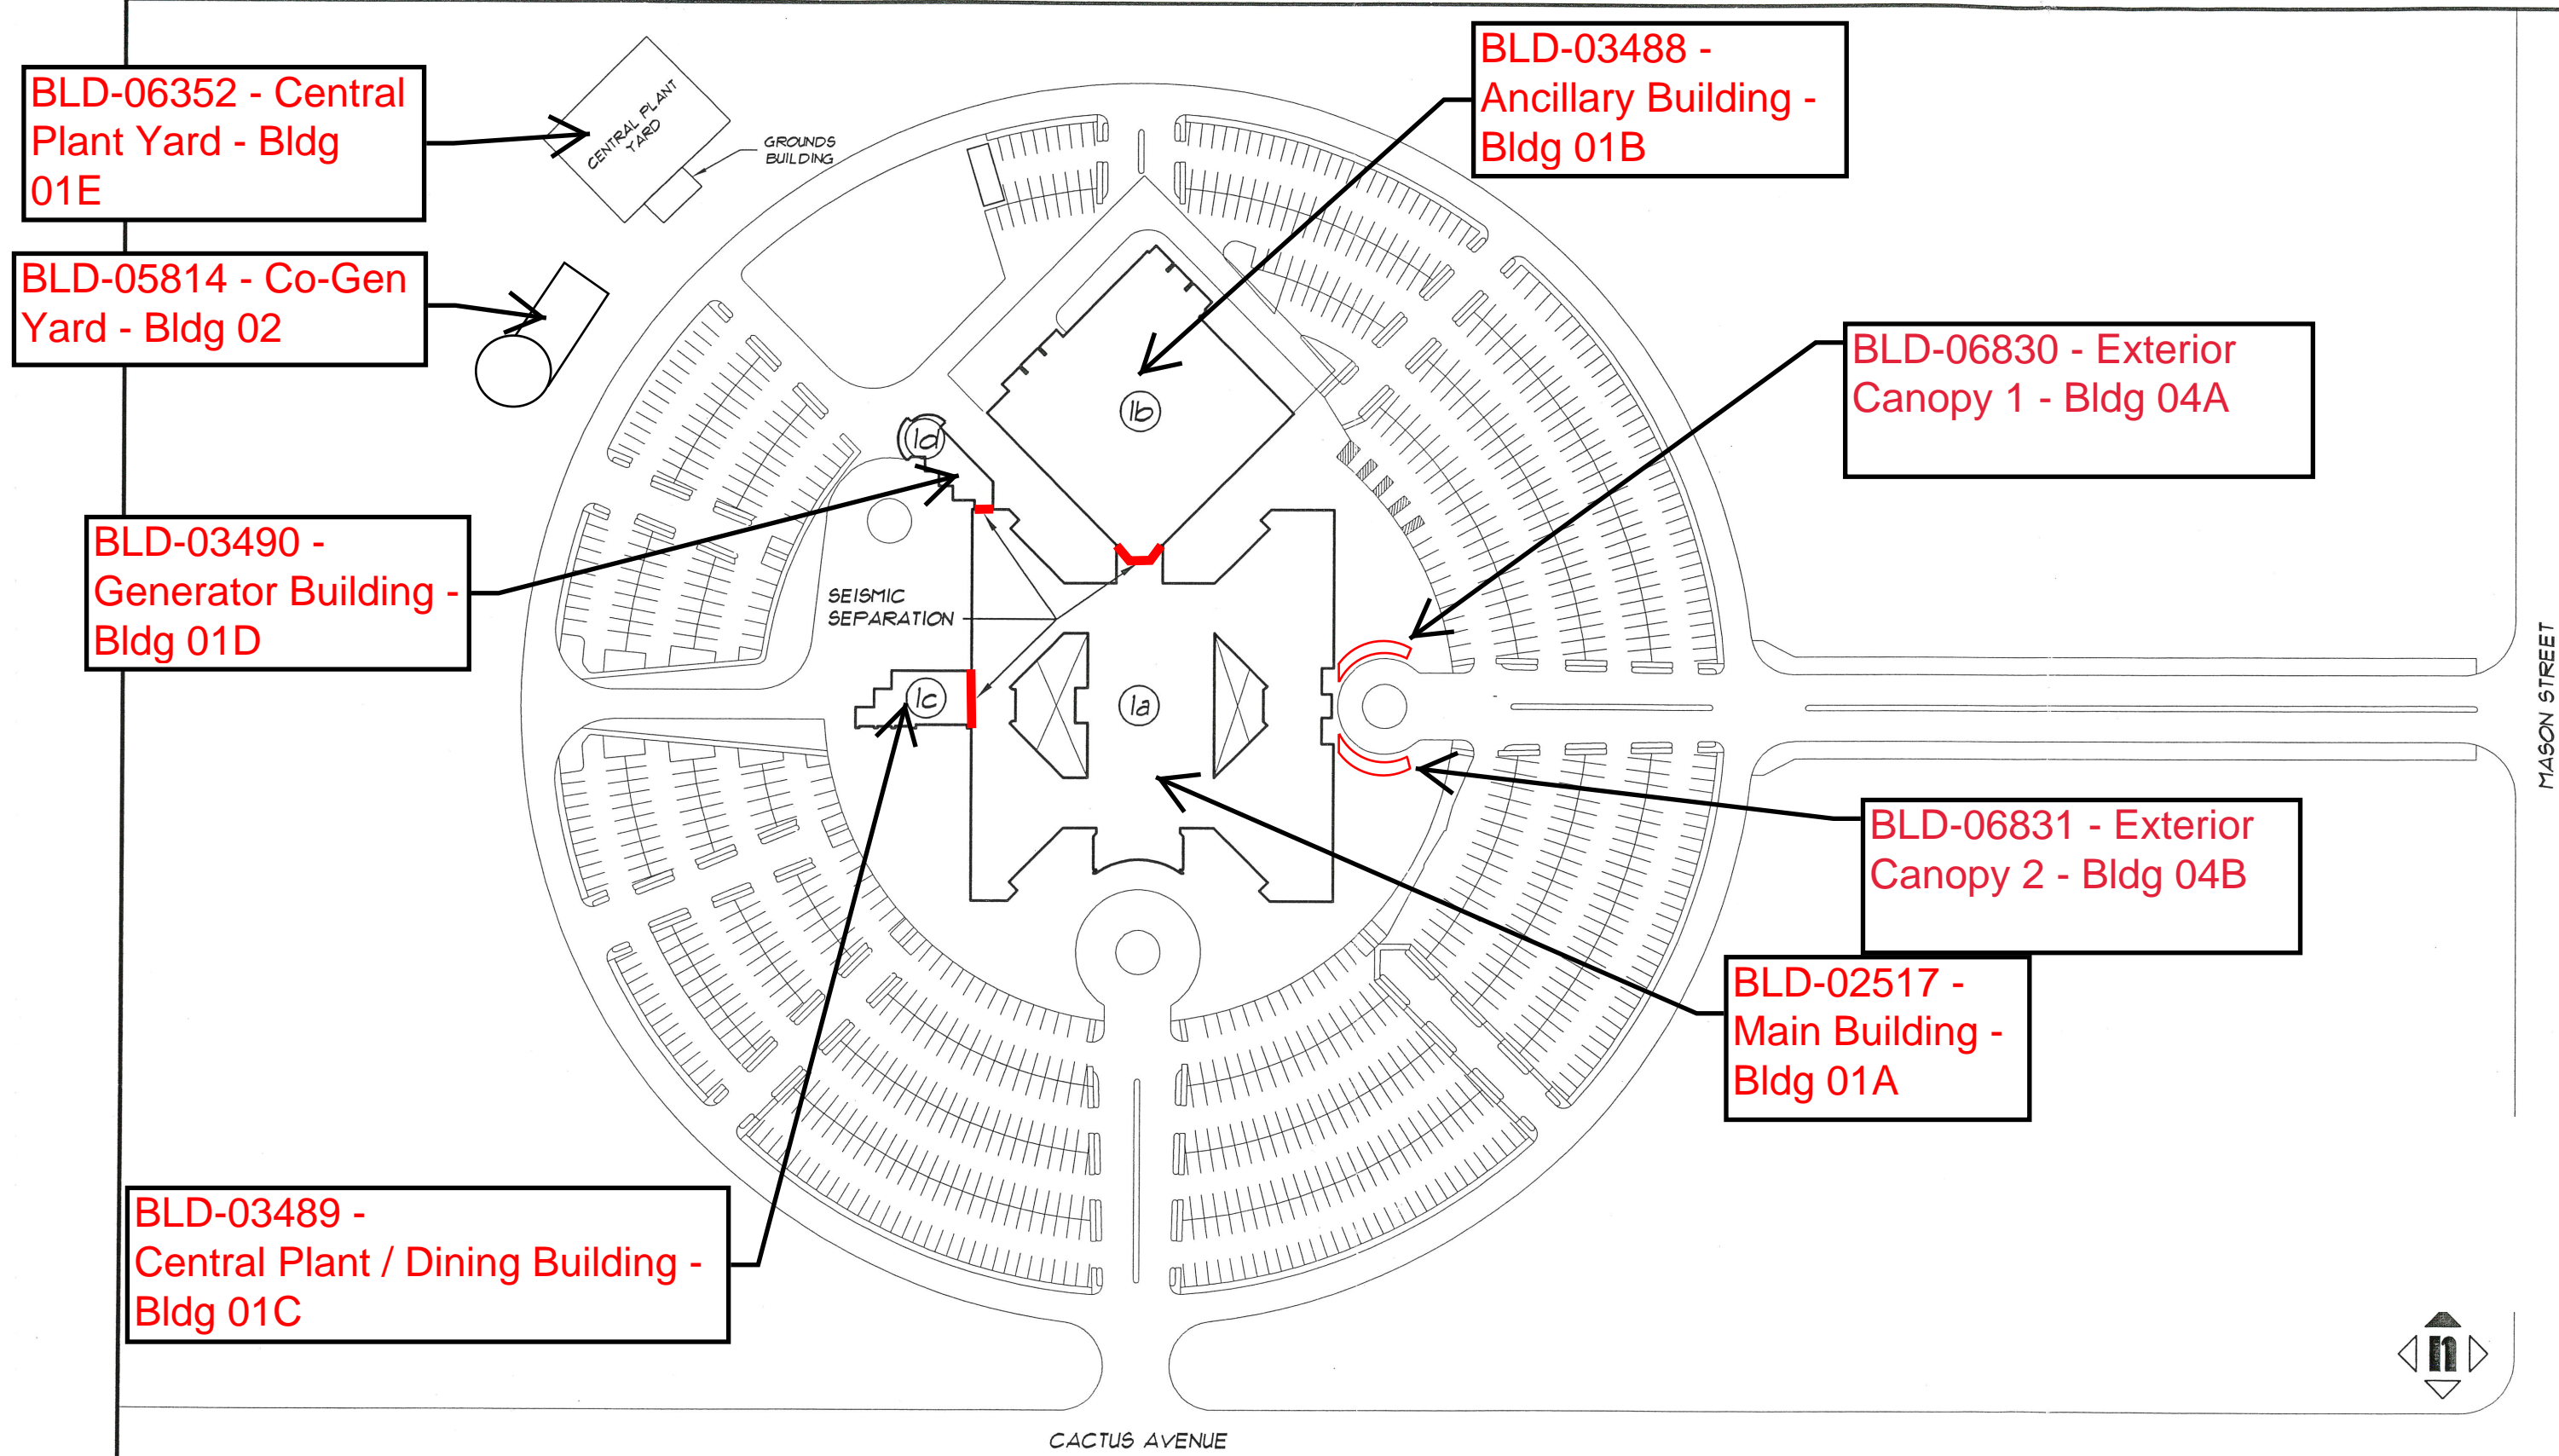 BLD-06352 - Central
Plant Yard - Bldg
01E
CENTRAL PLANT
YARD
GROUNDS
BUILDING
BLD-03488 -
Ancillary Building -
Bldg 01B
BLD-05814 - Co-Gen
Yard - Bldg 02
BLD-06830 - Exterior
Canopy 1 - Bldg 04A
1b
1d
BLD-03490 -
Generator Building -
Bldg 01D
SEISMIC
SEPARATION
1c
1a
MASON STREET
BLD-06831 - Exterior
Canopy 2 - Bldg 04B
BLD-02517 -
Main Building -
Bldg 01A
BLD-03489 -
Central Plant / Dining Building -
Bldg 01C
n
CACTUS AVENUE